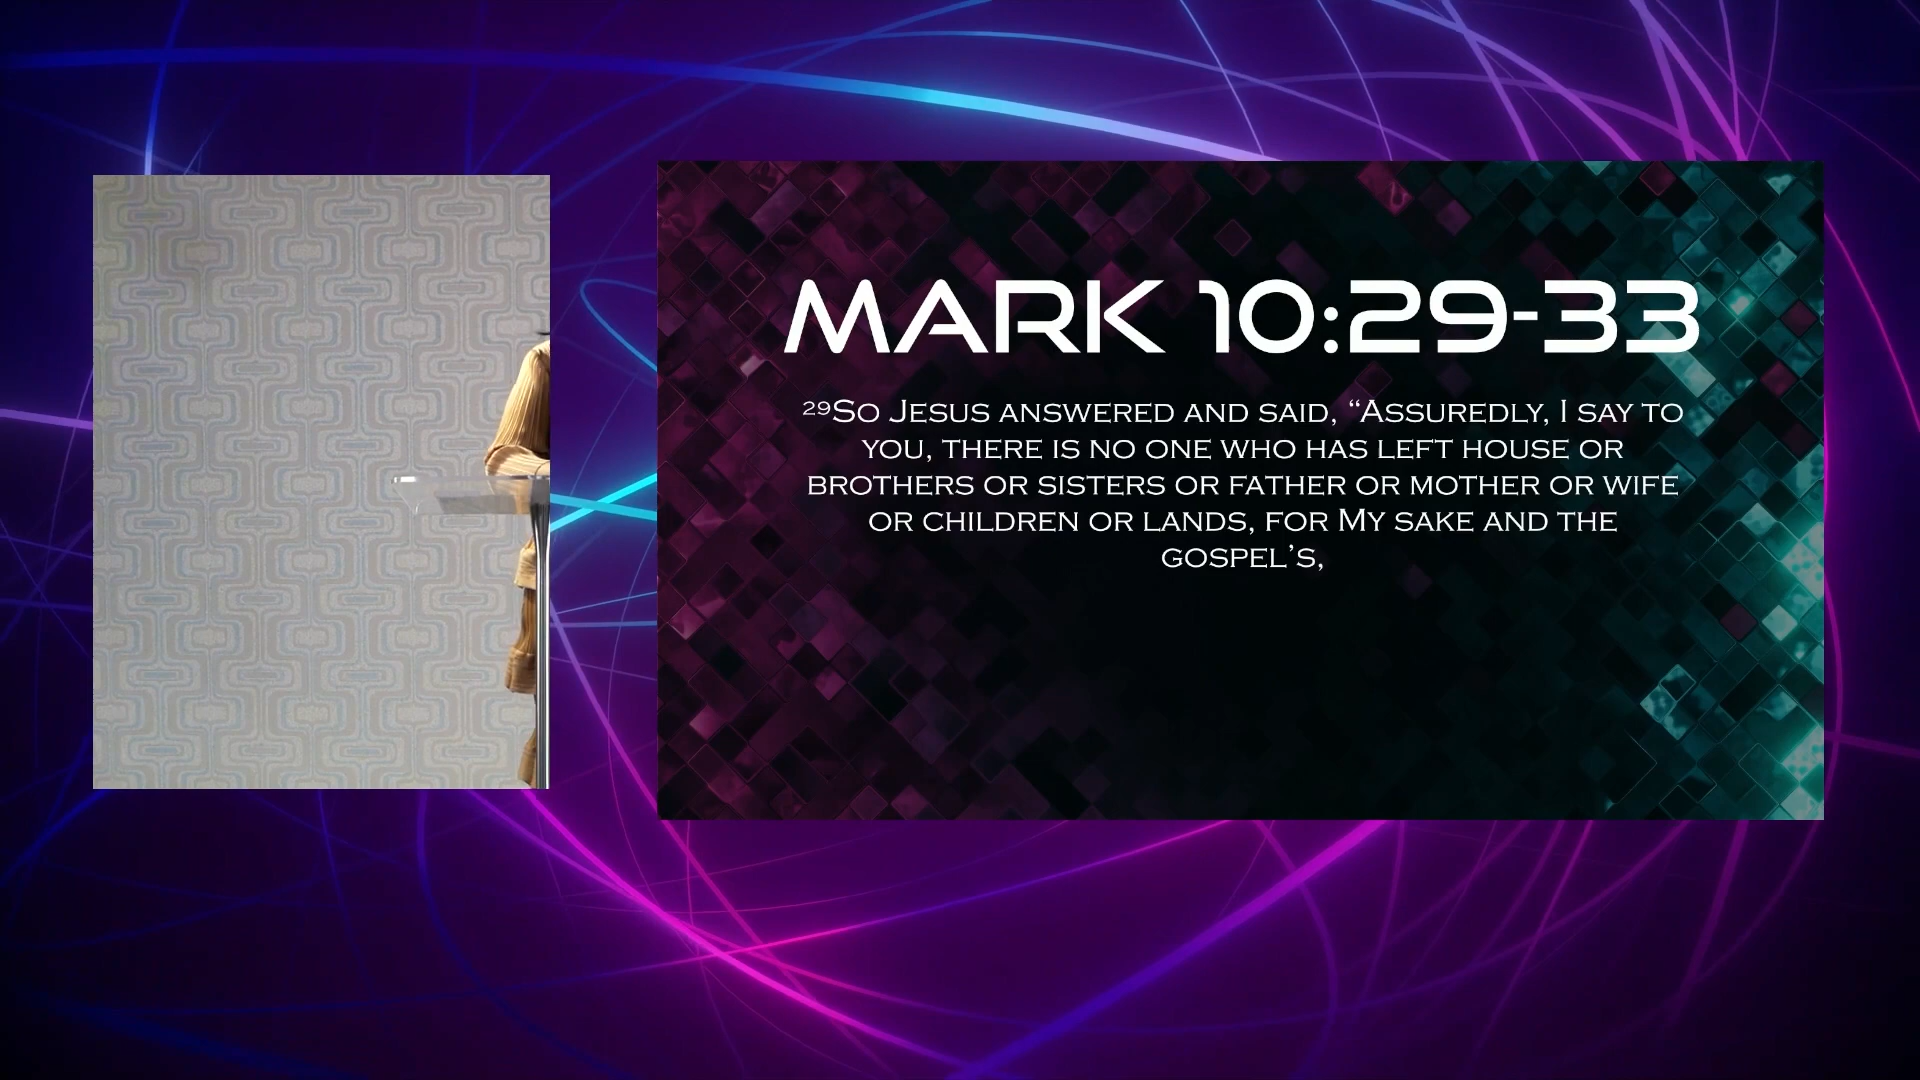 MARK 10:29-33
²⁹So Jesus answered and said, “Assuredly, I say to
you, there is no one who has left house or
brothers or sisters or father or mother or wife
or children or lands, for My sake and the
gospel’s,